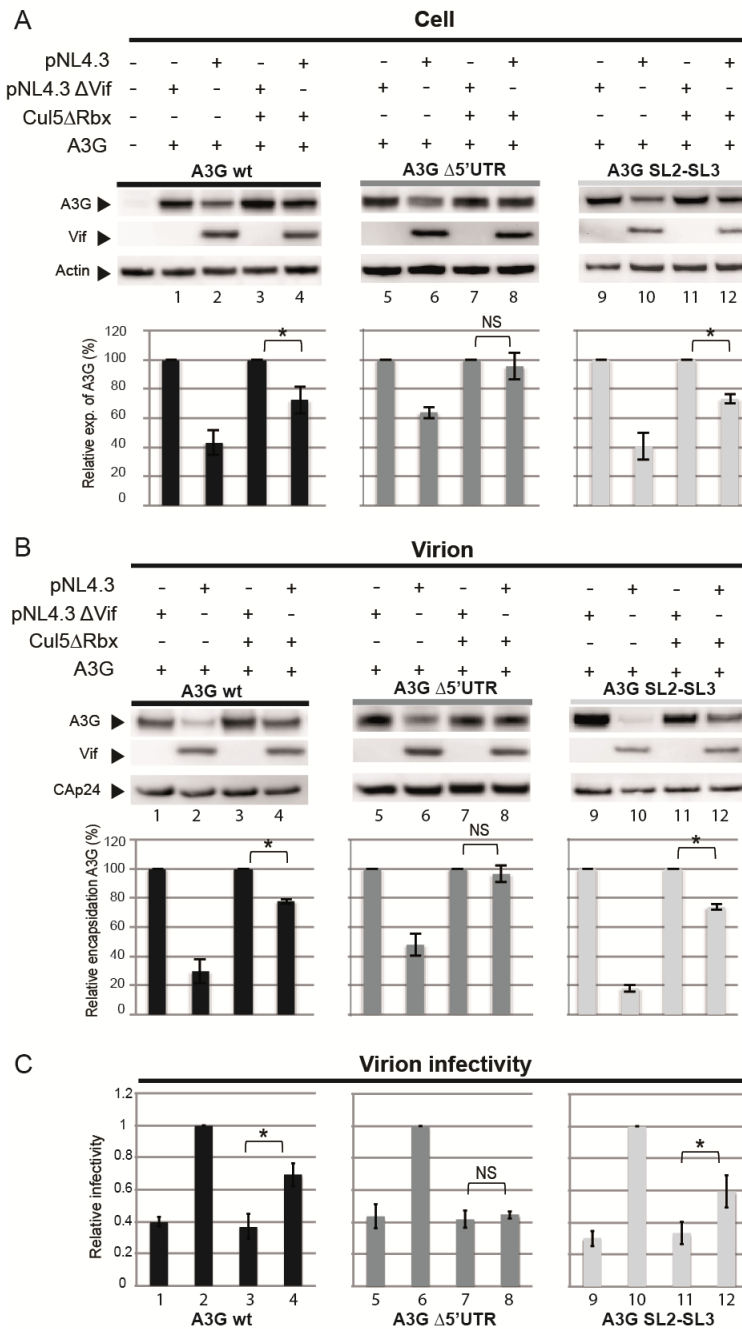 A
Cell
pNL4.3 - - + - + - + - + - + - +
pNL4.3 ΔVif - + - + - + - + - + - + -
Cul5ΔRbx - - - + + - - + + - - + +
A3G - + + + + + + + + + + + +
A3G wt A3G Δ5'UTR A3G SL2-SL3
A3G
Vif
Actin
1 2 3 4 5 6 7 8 9 10 11 12
Relative exp. of A3G (%)
120
100
80
60
40
20
0
* NS *
B
Virion
pNL4.3 - + - + - + - + - + - +
pNL4.3 ΔVif + - + - + - + - + - + -
Cul5ΔRbx - - + + - - + + - - + +
A3G + + + + + + + + + + + +
A3G wt A3G Δ5'UTR A3G SL2-SL3
A3G
Vif
CAp24
1 2 3 4 5 6 7 8 9 10 11 12
Relative encapsidation A3G (%)
120
100
80
60
40
20
0
* NS *
C
Virion infectivity
Relative infectivity
1.2
1
0.8
0.6
0.4
0.2
0
* NS *
1 2 3 4 5 6 7 8 9 10 11 12
A3G wt A3G Δ5'UTR A3G SL2-SL3